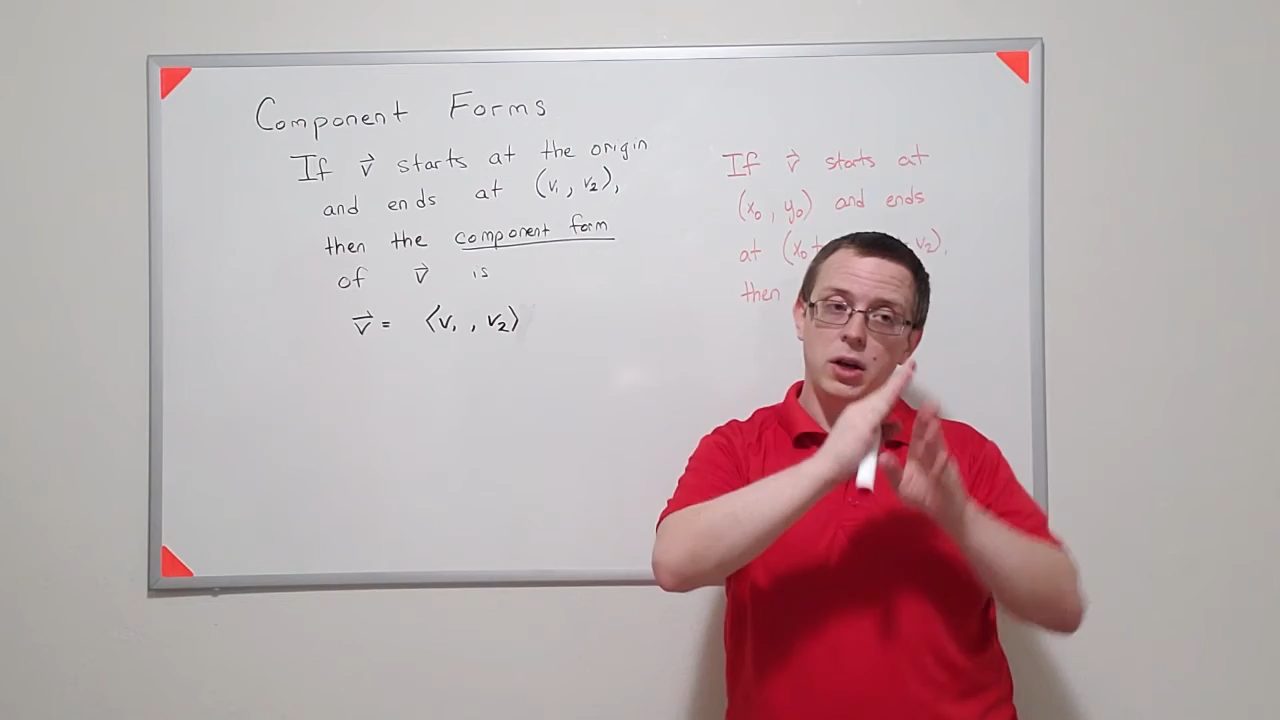 Component Forms
If v⃗ starts at the origin
and ends at (v₁, v₂),
then the component form
of v⃗ is
v⃗ = ⟨v₁, v₂⟩
If v⃗ starts at
(x₀, y₀) and ends
at (x₀+ v₂),
then